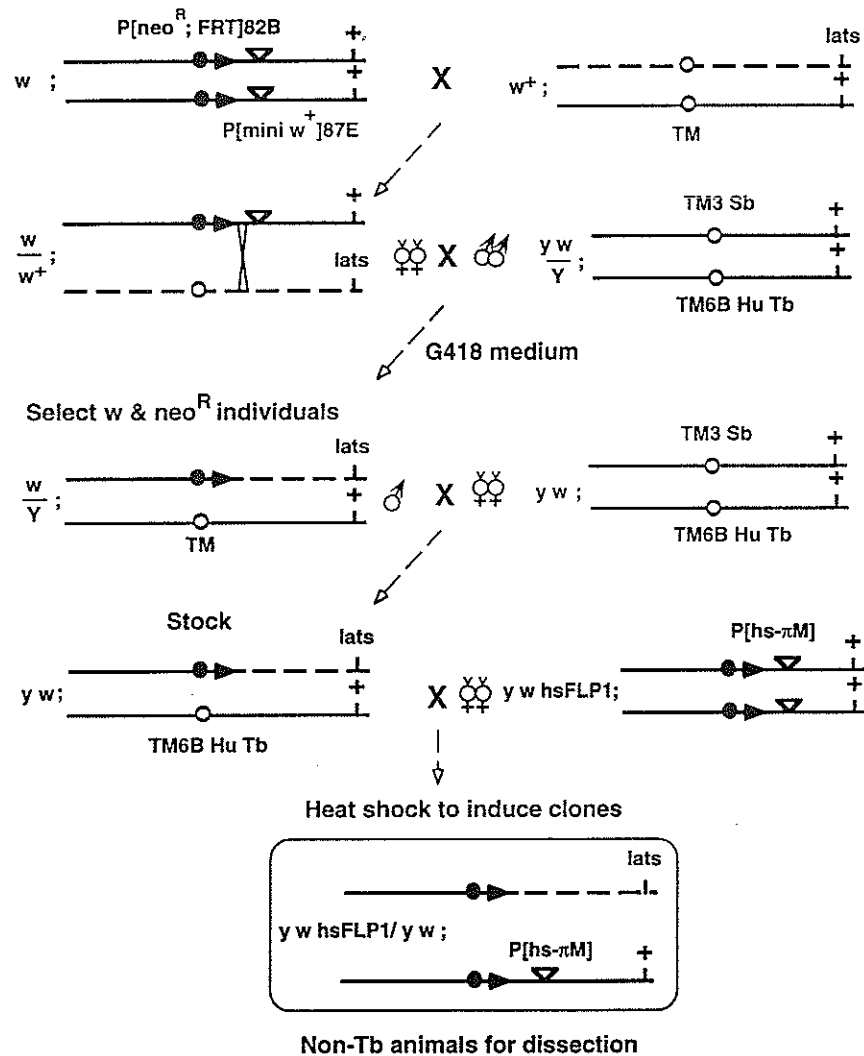 P[neoR; FRT]82B
+
lats
w ;
+
X
w+ ;
+
P[mini w+]87E
TM
+
TM3 Sb
+
w
w+ ;
lats
X
y w
Y ;
+
TM6B Hu Tb
G418 medium
Select w & neoR individuals
lats
TM3 Sb
+
w
Y ;
+
X
y w ;
+
TM
TM6B Hu Tb
Stock
lats
P[hs-πM]
+
y w;
+
X
y w hsFLP1;
+
TM6B Hu Tb
Heat shock to induce clones
lats
y w hsFLP1/ y w ;
P[hs-πM]
+
Non-Tb animals for dissection